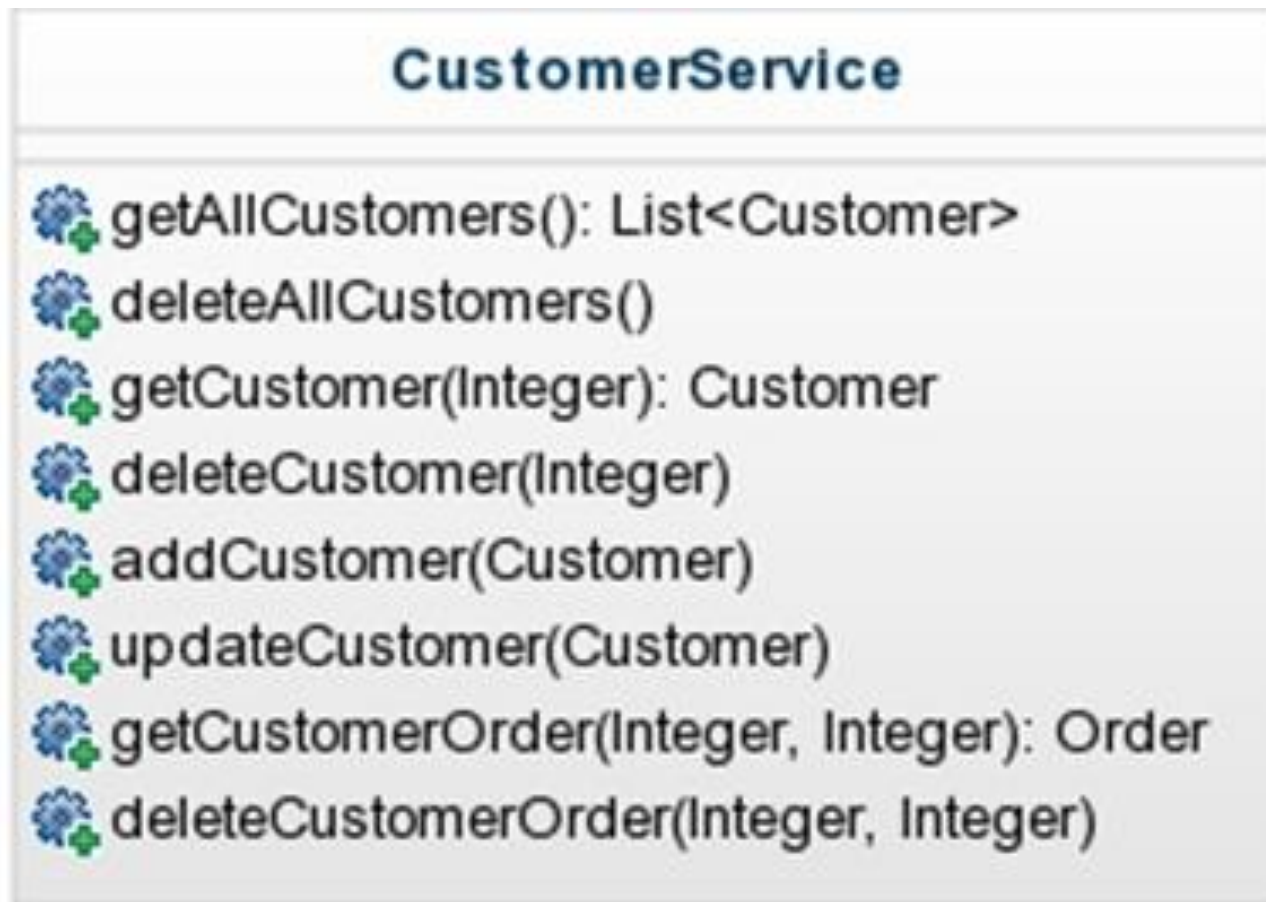 CustomerService
getAllCustomers(): List<Customer>
deleteAllCustomers()
getCustomer(Integer): Customer
deleteCustomer(Integer)
addCustomer(Customer)
updateCustomer(Customer)
getCustomerOrder(Integer, Integer): Order
deleteCustomerOrder(Integer, Integer)